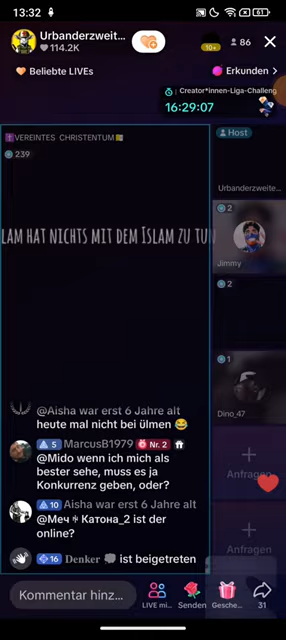 13:32
61
Urbanderzweit...
114.2K
10+
86
Beliebte LIVEs
Erkunden >
Creator*innen-Liga-Challeng
16:29:07
VEREINTES CHRISTENTUM
Host
239
Urbanderzweite...
2
LAM HAT NICHTS MIT DEM ISLAM ZU TUN
Jimmy
2
1
Dino_47
@Aisha war erst 6 Jahre alt
heute mal nicht bei ülmen 😂
5 MarcusB1979 Nr. 2
@Mido wenn ich mich als
bester sehe, muss es ja
Konkurrenz geben, oder?
Anfragen
10 Aisha war erst 6 Jahre alt
@Меч Катона_2 ist der
online?
Anfragen
16 Denker 💭 ist beigetreten
Kommentar hinz...
LIVE mi...
Senden
Gesche...
31